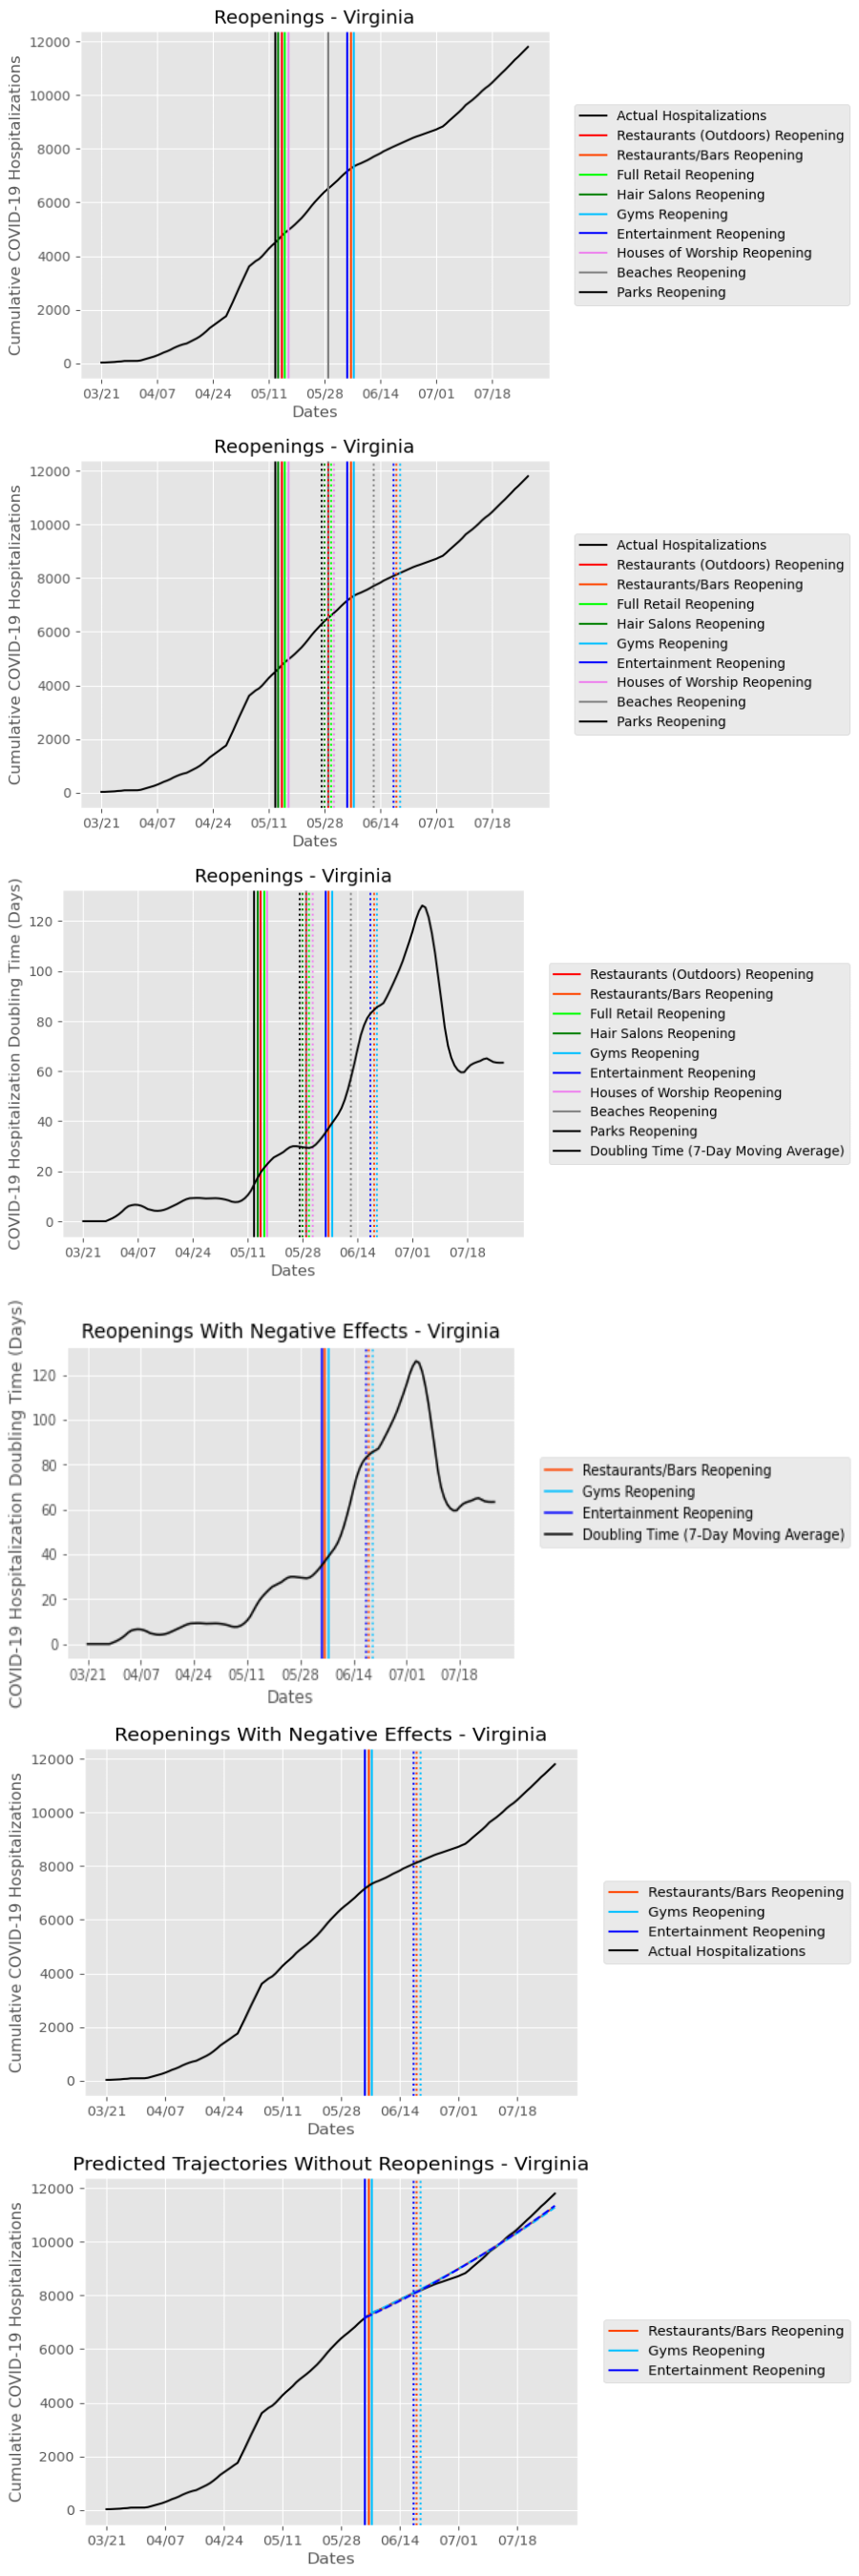 Reopenings - Virginia
Cumulative COVID-19 Hospitalizations
12000
10000
8000
6000
4000
2000
0
03/21 04/07 04/24 05/11 05/28 06/14 07/01 07/18
Dates
Actual Hospitalizations
Restaurants (Outdoors) Reopening
Restaurants/Bars Reopening
Full Retail Reopening
Hair Salons Reopening
Gyms Reopening
Entertainment Reopening
Houses of Worship Reopening
Beaches Reopening
Parks Reopening
Reopenings - Virginia
Cumulative COVID-19 Hospitalizations
12000
10000
8000
6000
4000
2000
0
03/21 04/07 04/24 05/11 05/28 06/14 07/01 07/18
Dates
Actual Hospitalizations
Restaurants (Outdoors) Reopening
Restaurants/Bars Reopening
Full Retail Reopening
Hair Salons Reopening
Gyms Reopening
Entertainment Reopening
Houses of Worship Reopening
Beaches Reopening
Parks Reopening
Reopenings - Virginia
COVID-19 Hospitalization Doubling Time (Days)
120
100
80
60
40
20
0
03/21 04/07 04/24 05/11 05/28 06/14 07/01 07/18
Dates
Restaurants (Outdoors) Reopening
Restaurants/Bars Reopening
Full Retail Reopening
Hair Salons Reopening
Gyms Reopening
Entertainment Reopening
Houses of Worship Reopening
Beaches Reopening
Parks Reopening
Doubling Time (7-Day Moving Average)
Reopenings With Negative Effects - Virginia
COVID-19 Hospitalization Doubling Time (Days)
120
100
80
60
40
20
0
03/21 04/07 04/24 05/11 05/28 06/14 07/01 07/18
Dates
Restaurants/Bars Reopening
Gyms Reopening
Entertainment Reopening
Doubling Time (7-Day Moving Average)
Reopenings With Negative Effects - Virginia
Cumulative COVID-19 Hospitalizations
12000
10000
8000
6000
4000
2000
0
03/21 04/07 04/24 05/11 05/28 06/14 07/01 07/18
Dates
Restaurants/Bars Reopening
Gyms Reopening
Entertainment Reopening
Actual Hospitalizations
Predicted Trajectories Without Reopenings - Virginia
Cumulative COVID-19 Hospitalizations
12000
10000
8000
6000
4000
2000
0
03/21 04/07 04/24 05/11 05/28 06/14 07/01 07/18
Dates
Restaurants/Bars Reopening
Gyms Reopening
Entertainment Reopening